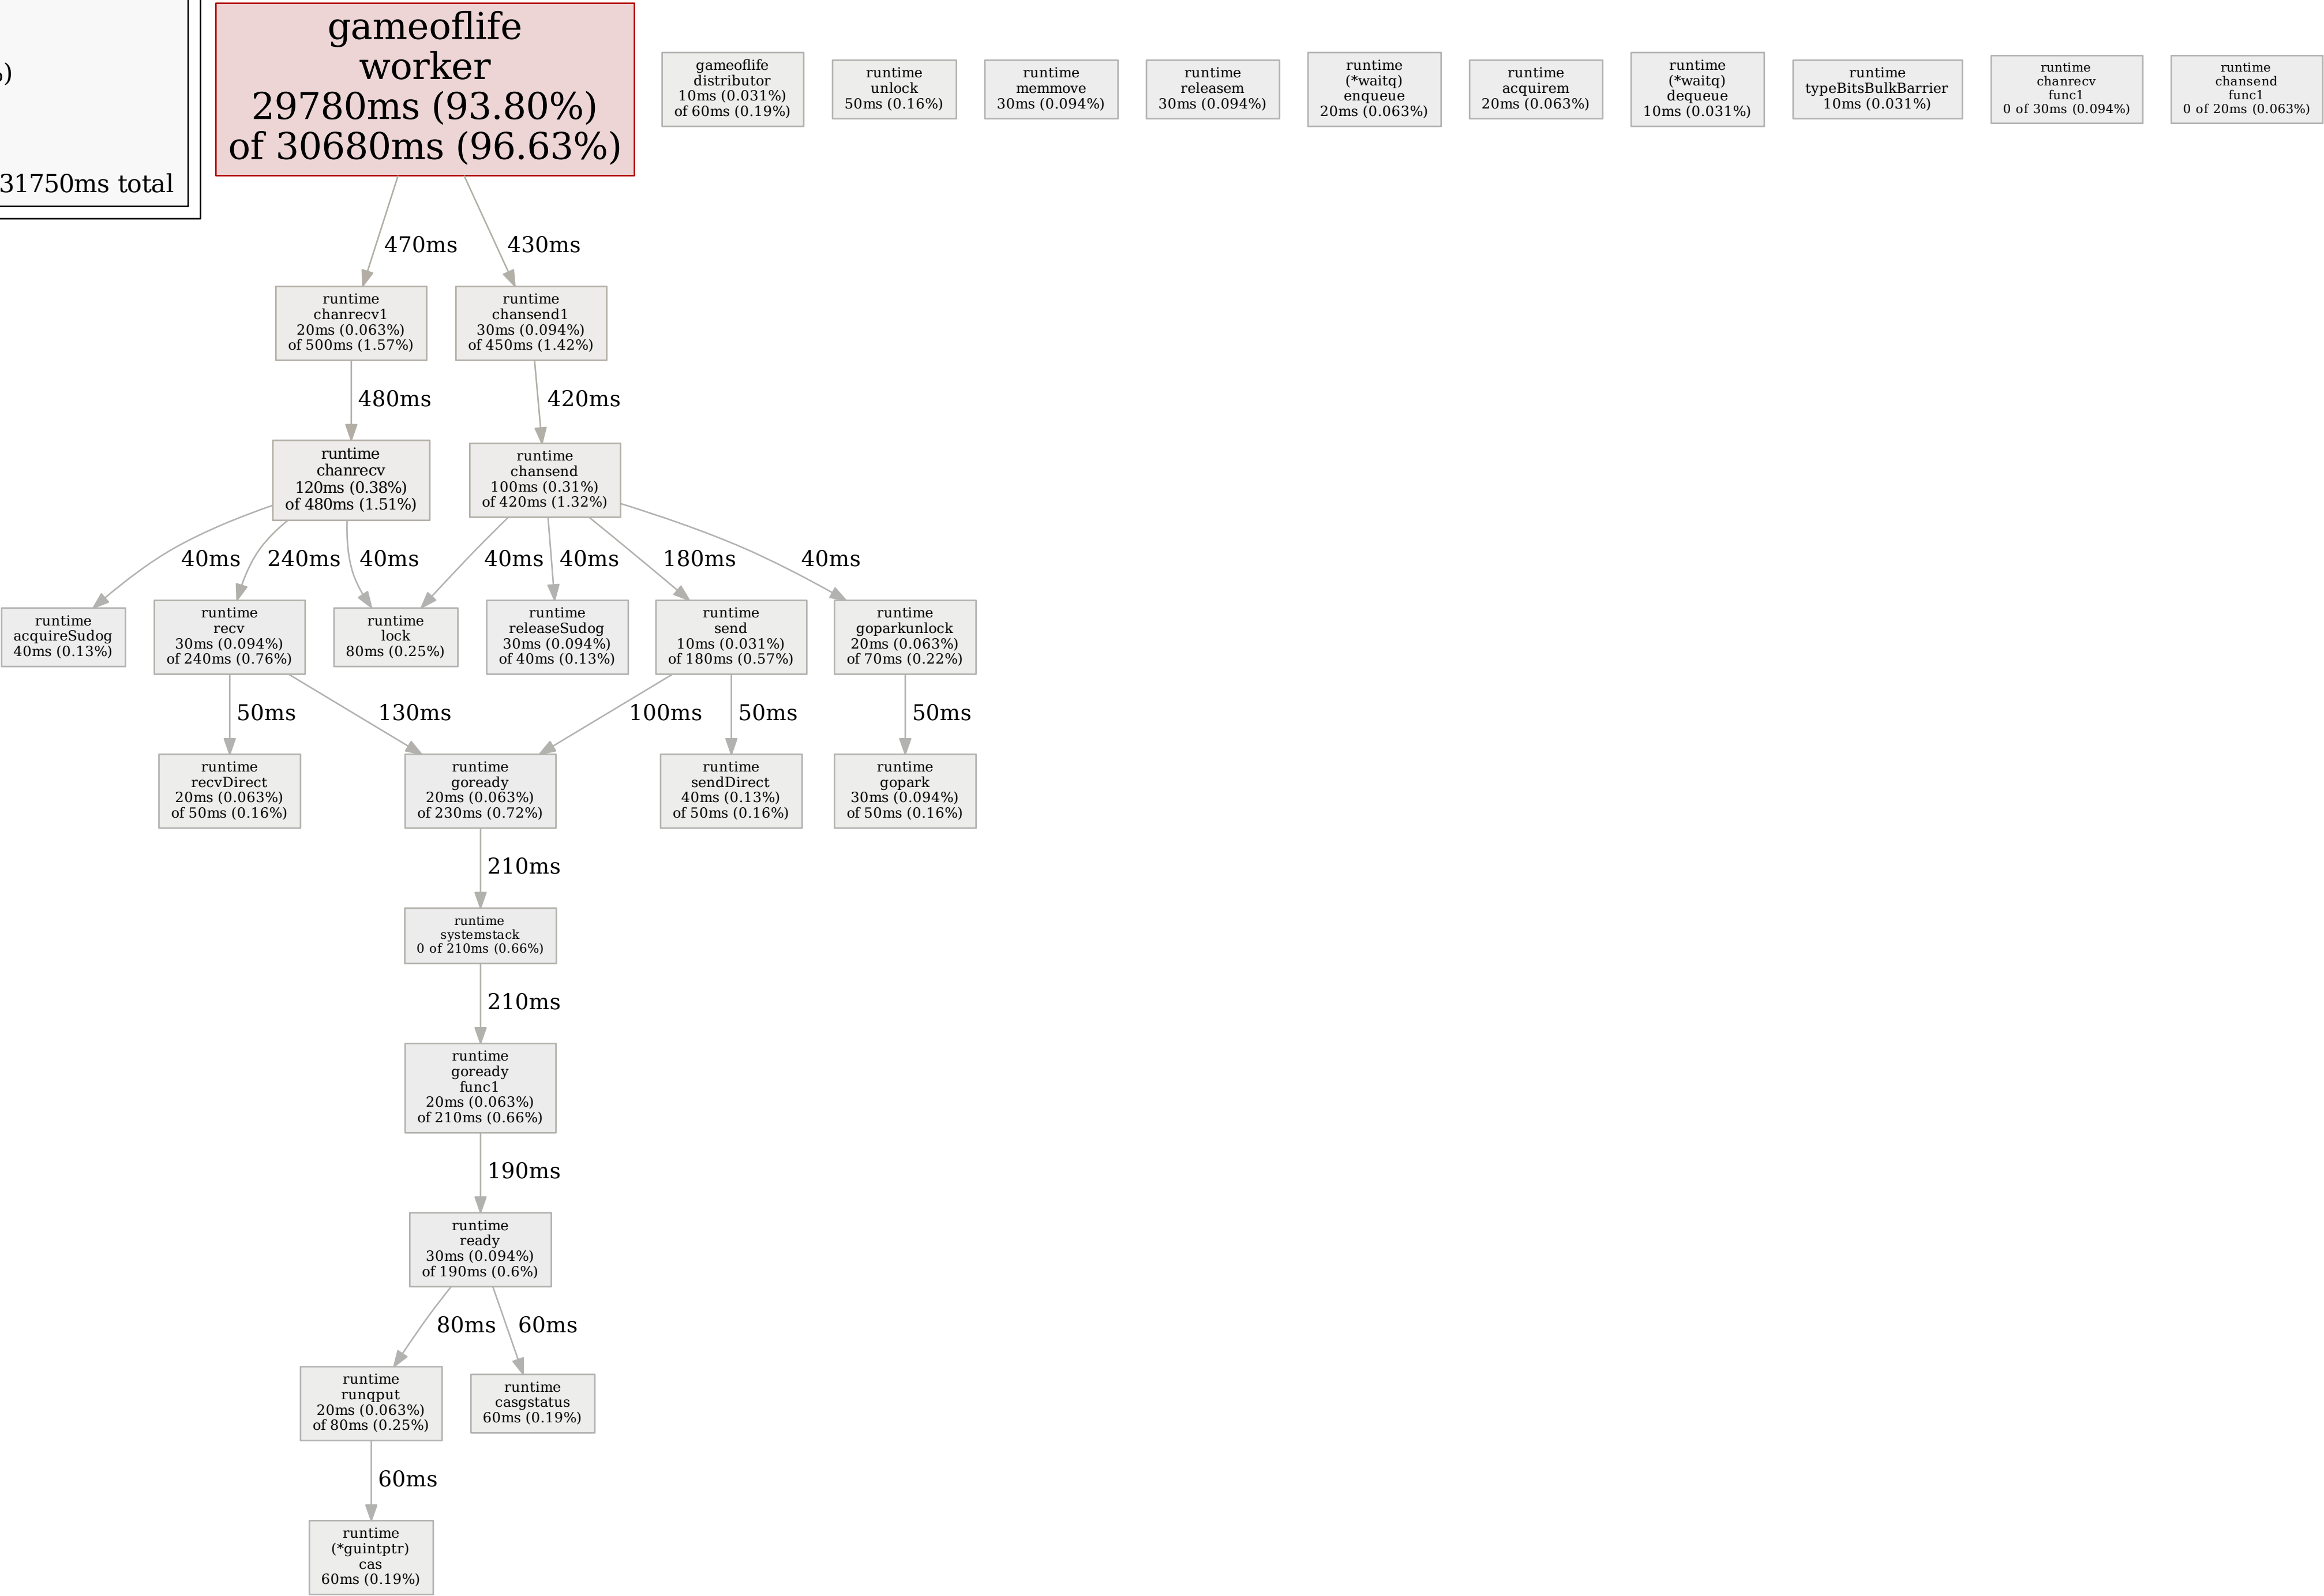 %)
31750ms total
gameoflife
worker
29780ms (93.80%)
of 30680ms (96.63%)
gameoflife
distributor
10ms (0.031%)
of 60ms (0.19%)
runtime
unlock
50ms (0.16%)
runtime
memmove
30ms (0.094%)
runtime
releasem
30ms (0.094%)
runtime
(*waitq)
enqueue
20ms (0.063%)
runtime
acquirem
20ms (0.063%)
runtime
(*waitq)
dequeue
10ms (0.031%)
runtime
typeBitsBulkBarrier
10ms (0.031%)
runtime
chanrecv
func1
0 of 30ms (0.094%)
runtime
chansend
func1
0 of 20ms (0.063%)
470ms
430ms
runtime
chanrecv1
20ms (0.063%)
of 500ms (1.57%)
runtime
chansend1
30ms (0.094%)
of 450ms (1.42%)
480ms
420ms
runtime
chanrecv
120ms (0.38%)
of 480ms (1.51%)
runtime
chansend
100ms (0.31%)
of 420ms (1.32%)
40ms
240ms
40ms
40ms
40ms
180ms
40ms
runtime
acquireSudog
40ms (0.13%)
runtime
recv
30ms (0.094%)
of 240ms (0.76%)
runtime
lock
80ms (0.25%)
runtime
releaseSudog
30ms (0.094%)
of 40ms (0.13%)
runtime
send
10ms (0.031%)
of 180ms (0.57%)
runtime
goparkunlock
20ms (0.063%)
of 70ms (0.22%)
50ms
130ms
100ms
50ms
50ms
runtime
recvDirect
20ms (0.063%)
of 50ms (0.16%)
runtime
goready
20ms (0.063%)
of 230ms (0.72%)
runtime
sendDirect
40ms (0.13%)
of 50ms (0.16%)
runtime
gopark
30ms (0.094%)
of 50ms (0.16%)
210ms
runtime
systemstack
0 of 210ms (0.66%)
210ms
runtime
goready
func1
20ms (0.063%)
of 210ms (0.66%)
190ms
runtime
ready
30ms (0.094%)
of 190ms (0.6%)
80ms
60ms
runtime
runqput
20ms (0.063%)
of 80ms (0.25%)
runtime
casgstatus
60ms (0.19%)
60ms
runtime
(*guintptr)
cas
60ms (0.19%)